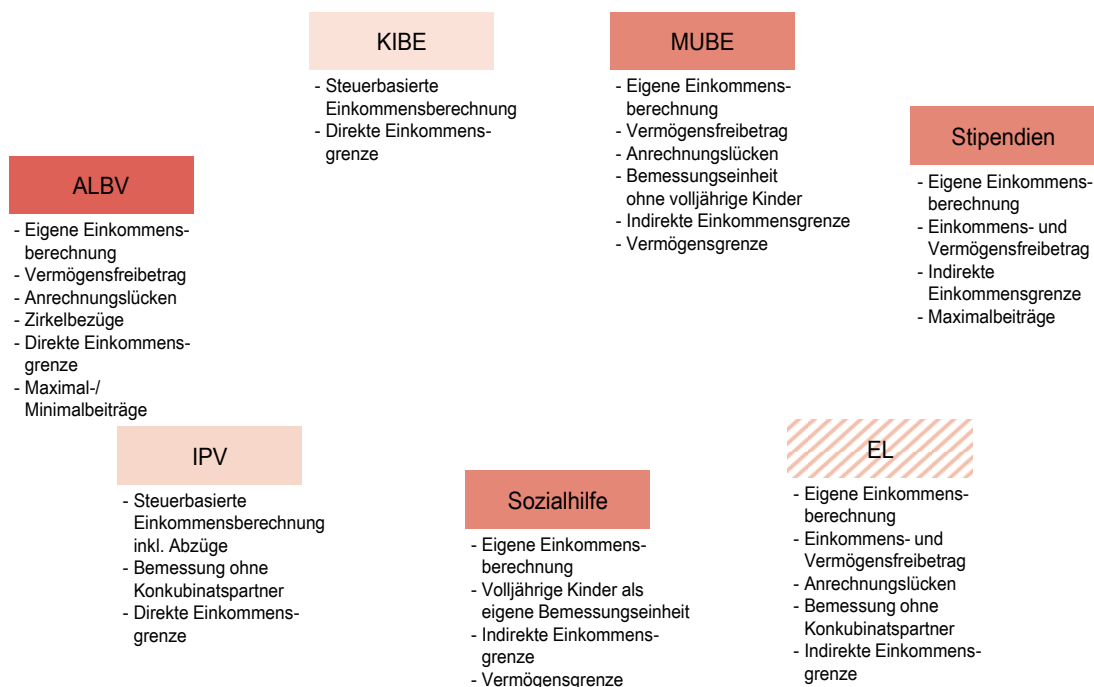 KIBE
- Steuerbasierte
Einkommensberechnung
- Direkte Einkommens-
grenze
MUBE
- Eigene Einkommens-
berechnung
- Vermögensfreibetrag
- Anrechnungslücken
- Bemessungseinheit
ohne volljährige Kinder
- Indirekte Einkommensgrenze
- Vermögensgrenze
Stipendien
- Eigene Einkommens-
berechnung
- Einkommens- und
Vermögensfreibetrag
- Indirekte
Einkommensgrenze
- Maximalbeiträge
ALBV
- Eigene Einkommens-
berechnung
- Vermögensfreibetrag
- Anrechnungslücken
- Zirkelbezüge
- Direkte Einkommens-
grenze
- Maximal-/
Minimalbeiträge
IPV
- Steuerbasierte
Einkommensberechnung
inkl. Abzüge
- Bemessung ohne
Konkubinatspartner
- Direkte Einkommens-
grenze
Sozialhilfe
- Eigene Einkommens-
berechnung
- Volljährige Kinder als
eigene Bemessungseinheit
- Indirekte Einkommens-
grenze
- Vermögensgrenze
EL
- Eigene Einkommens-
berechnung
- Einkommens- und
Vermögensfreibetrag
- Anrechnungslücken
- Bemessung ohne
Konkubinatspartner
- Indirekte Einkommens-
grenze